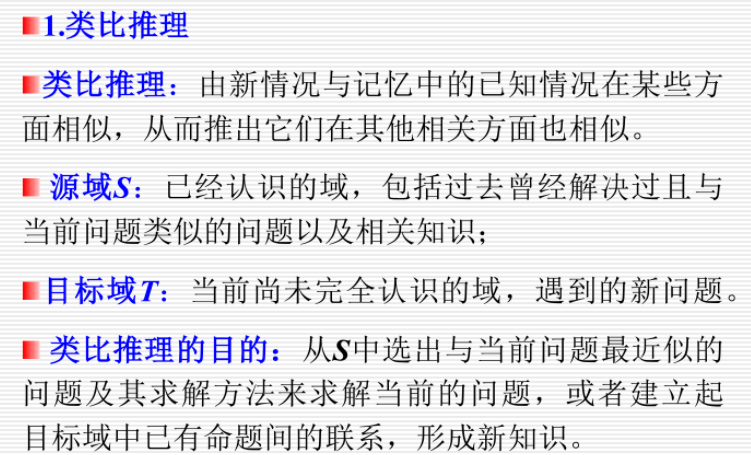 1.类比推理
类比推理：由新情况与记忆中的已知情况在某些方
面相似，从而推出它们在其他相关方面也相似。
源域S：已经认识的域，包括过去曾经解决过且与
当前问题类似的问题以及相关知识；
目标域T：当前尚未完全认识的域，遇到的新问题。
类比推理的目的：从S中选出与当前问题最近似的
问题及其求解方法来求解当前的问题，或者建立起
目标域中已有命题间的联系，形成新知识。